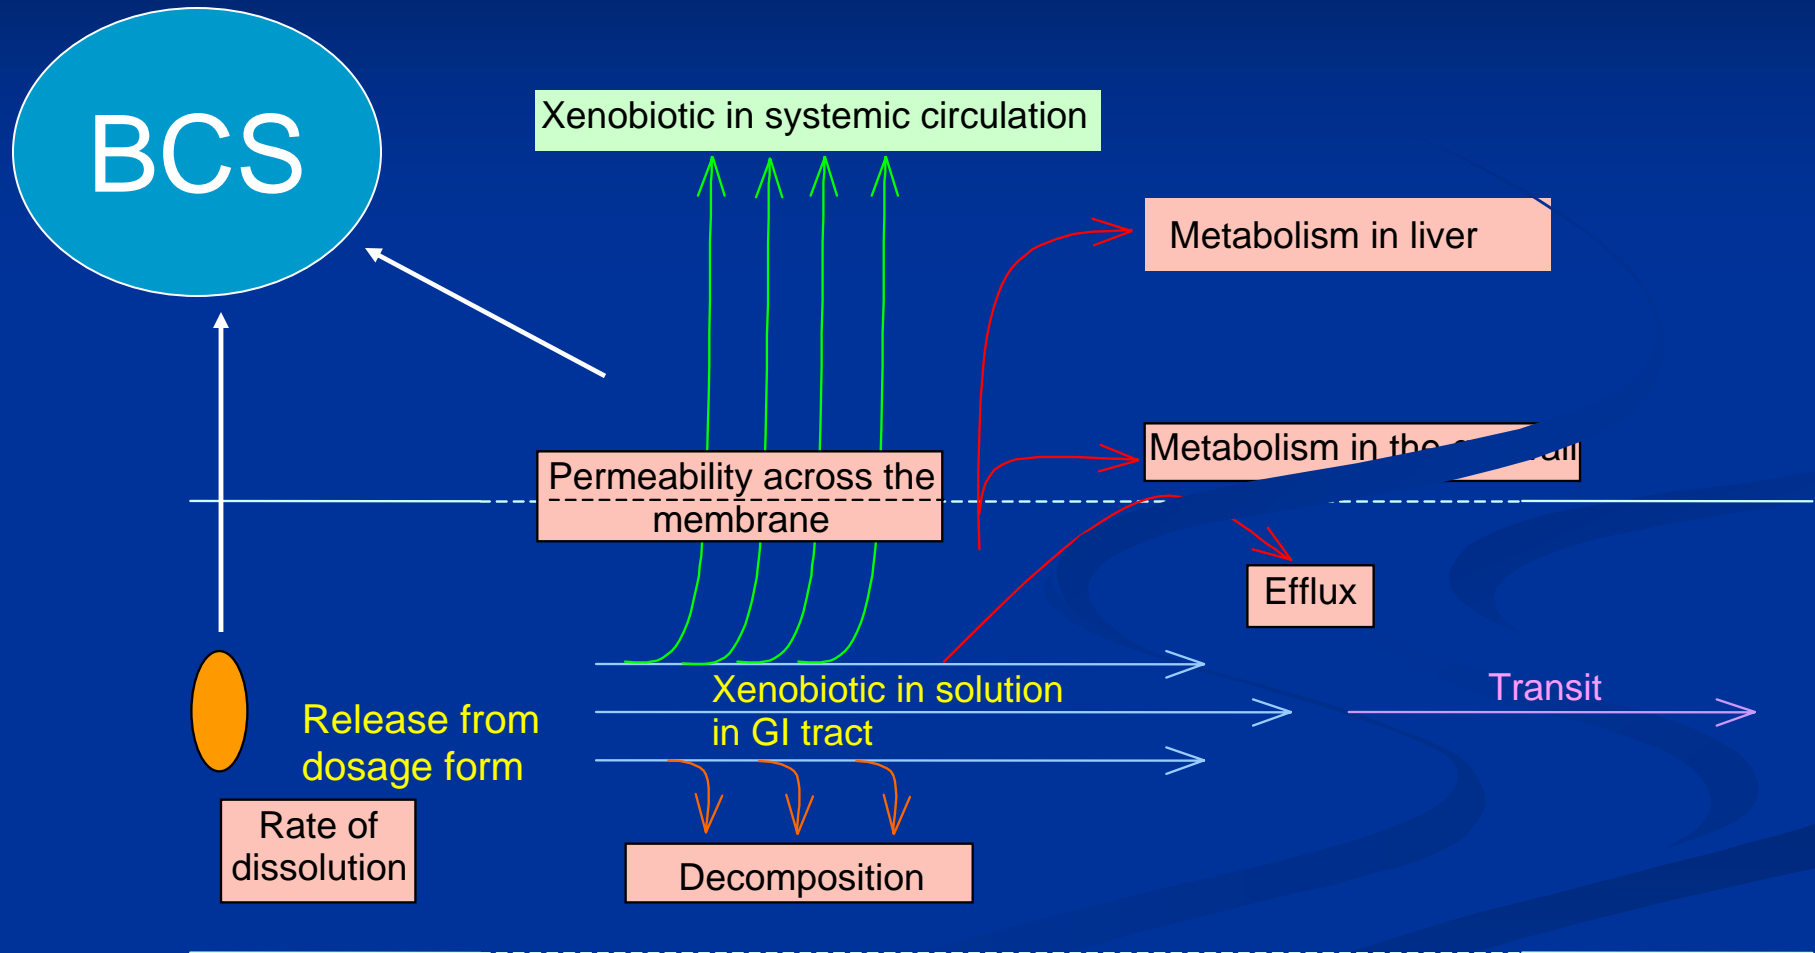 BCS
Xenobiotic in systemic circulation
Metabolism in liver
Metabolism in the
Permeability across the
membrane
Efflux
Xenobiotic in solution
in GI tract
Transit
Release from
dosage form
Rate of
dissolution
Decomposition